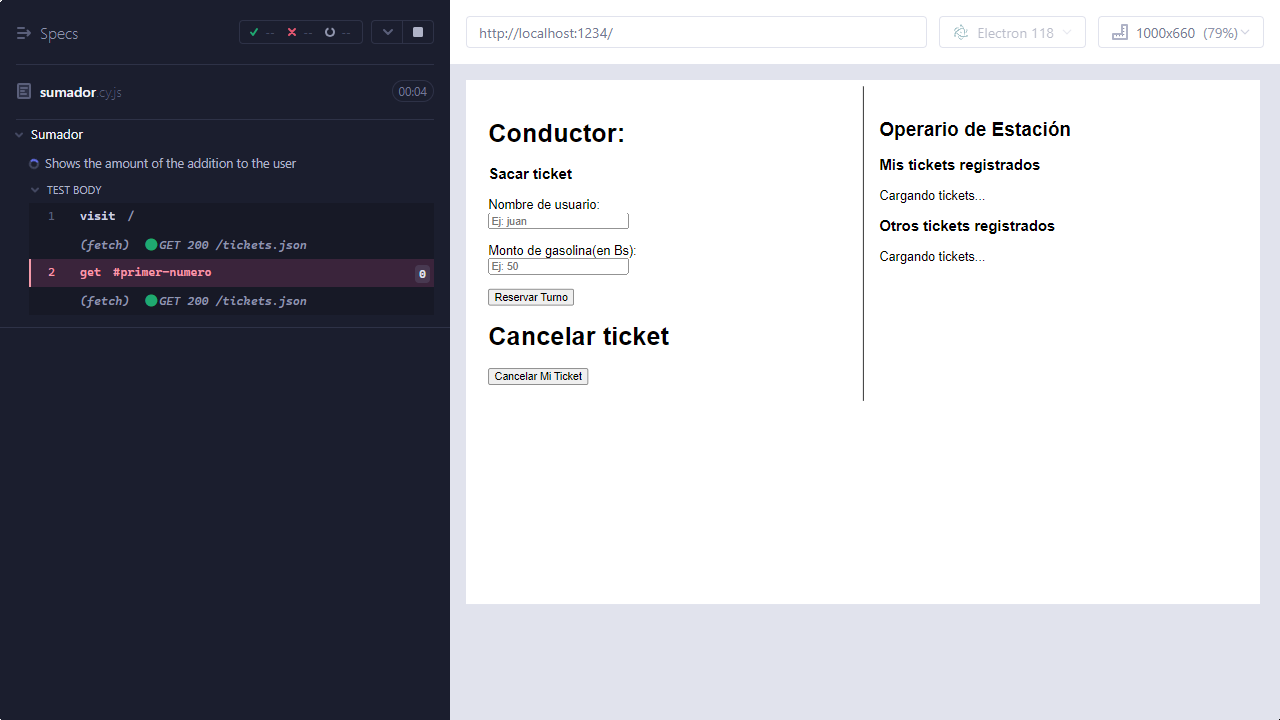 Specs
-- -- --
sumador.cy.js
00:04
Sumador
Shows the amount of the addition to the user
TEST BODY
1 visit /
(fetch) GET 200 /tickets.json
2 get #primer-numero 0
(fetch) GET 200 /tickets.json
http://localhost:1234/
Electron 118
1000x660 (79%)
Conductor:
Sacar ticket
Nombre de usuario:
Ej: juan
Monto de gasolina(en Bs):
Ej: 50
Reservar Turno
Cancelar ticket
Cancelar Mi Ticket
Operario de Estación
Mis tickets registrados
Cargando tickets...
Otros tickets registrados
Cargando tickets...